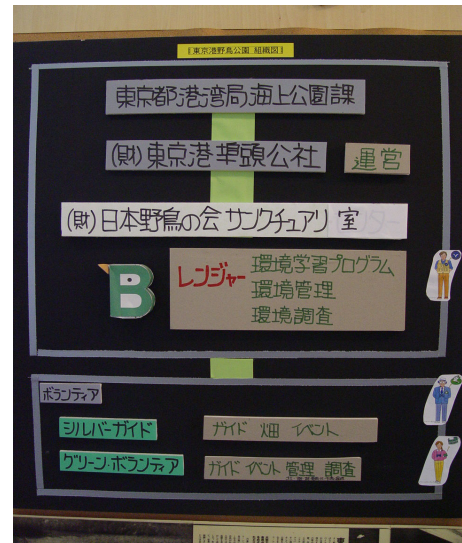 『東京港野鳥公園 組織図』
東京都港湾局海上公園課
(財)東京港埠頭公社 運営
(財)日本野鳥の会 サンクチュアリ 室
B
レンジャー 環境学習プログラム
環境管理
環境調査
ボランティア
シルバーガイド ガイド 畑 イベント
グリーン・ボランティア ガイド イベント 管理 調査